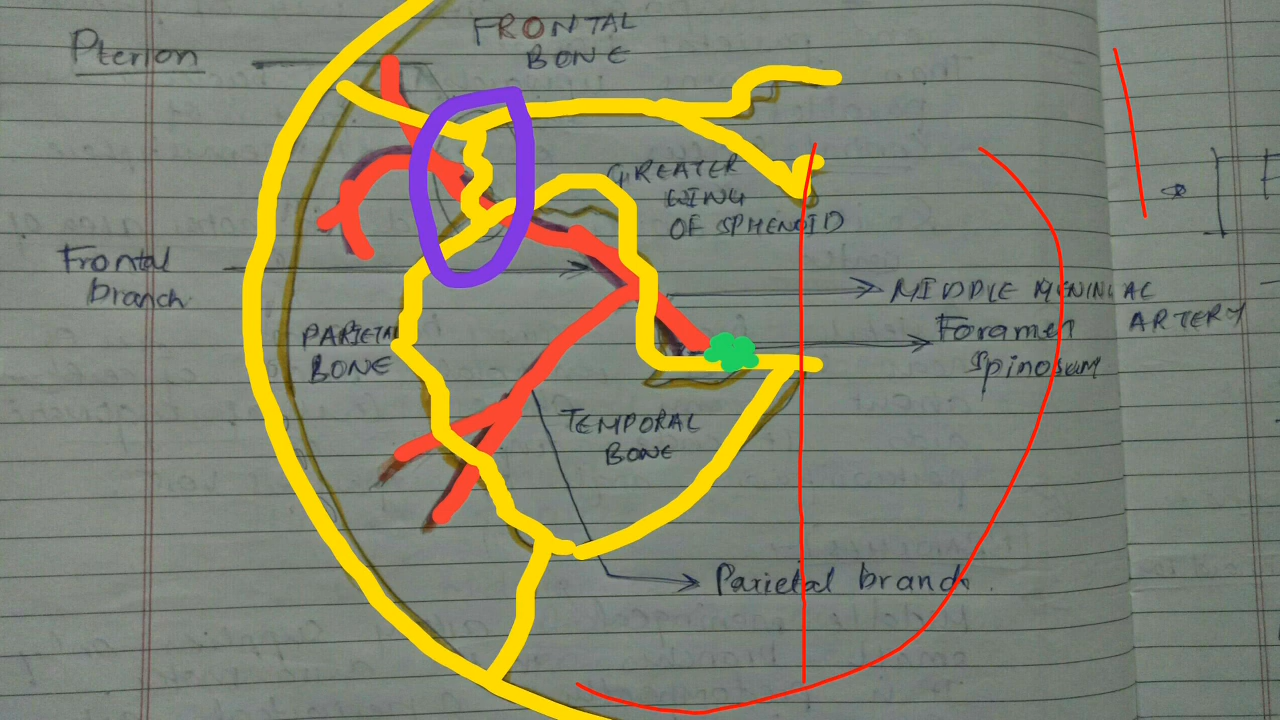 FRONTAL
BONE
Pterion
GREATER
WING
OF SPHENOID
Frontal
branch
MIDDLE MENINGAL
ARTERY
Foramen
Spinosum
PARIETAL
BONE
TEMPORAL
BONE
Parietal branch